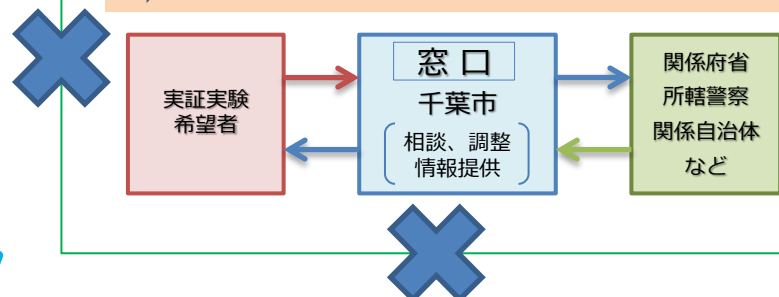 実証実験
希望者
窓 口
千葉市
相談、調整
情報提供
関係府省
所轄警察
関係自治体
など